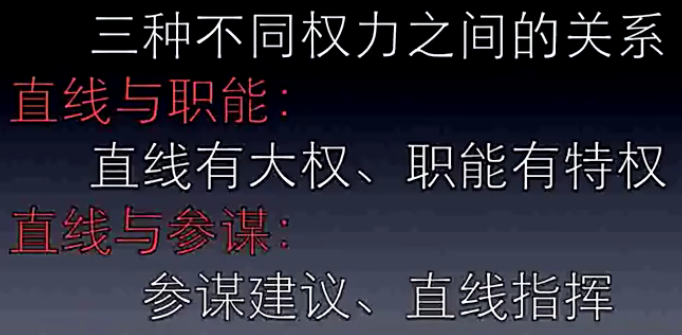 三种不同权力之间的关系
直线与职能：
直线有大权、职能有特权
直线与参谋：
参谋建议、直线指挥